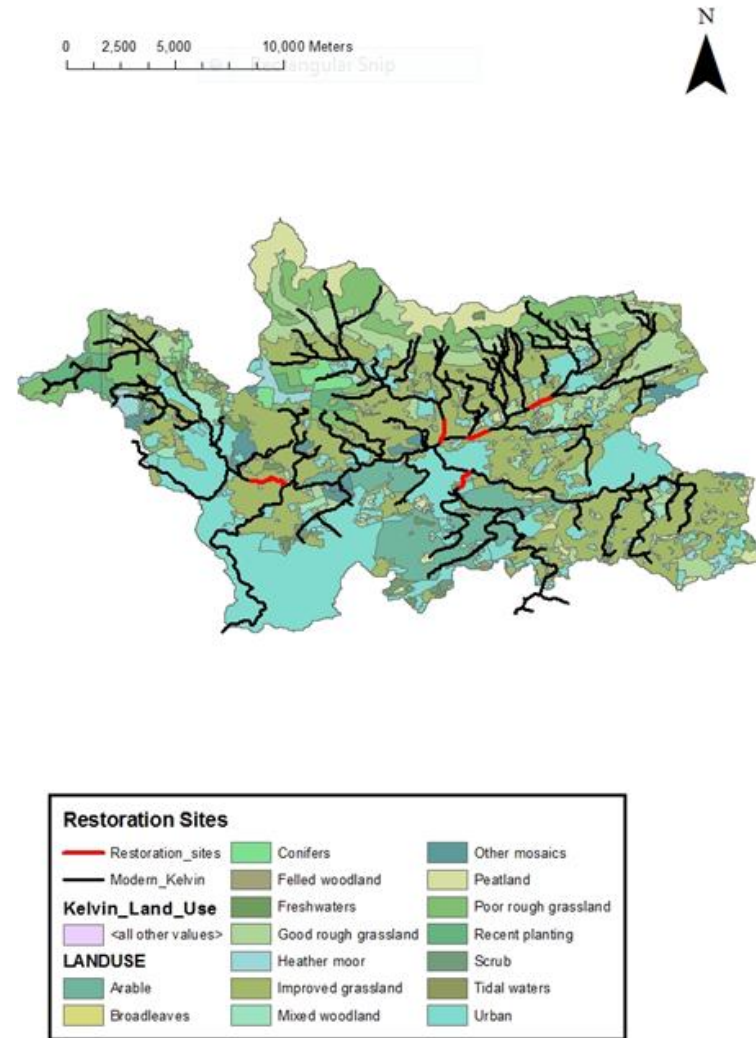 N
0 2,500 5,000 10,000 Meters
Rectangular Snip
Restoration Sites
Restoration_sites
Modern_Kelvin
Kelvin_Land_Use
<all other values>
LANDUSE
Arable
Broadleaves
Conifers
Felled woodland
Freshwaters
Good rough grassland
Heather moor
Improved grassland
Mixed woodland
Other mosaics
Peatland
Poor rough grassland
Recent planting
Scrub
Tidal waters
Urban